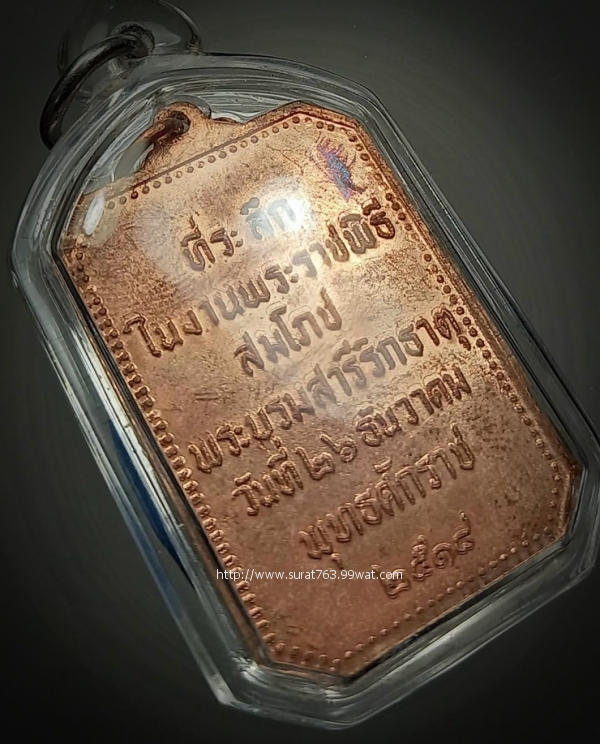 ที่ระลึก
ในงานพระราชพิธี
สมโภช
พระบรมสารีริกธาตุ
วันที่ ๒๖ ธันวาคม
พุทธศักราช
๒๕๑๙
http://www.surat763.99wat.com/